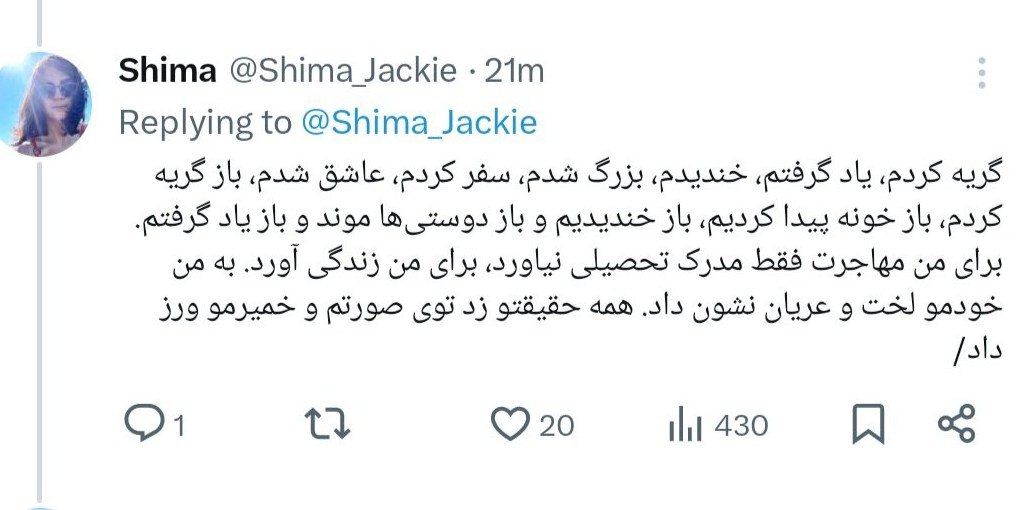 Shima @Shima_Jackie · 21m
Replying to @Shima_Jackie
گریه کردم، یاد گرفتم، خندیدم، بزرگ شدم، سفر کردم، عاشق شدم، باز گریه
کردم، باز خونه پیدا کردیم، باز خندیدیم و باز دوستی‌ها موند و باز یاد گرفتم.
برای من مهاجرت فقط مدرک تحصیلی نیاورد، برای من زندگی آورد. به من
خودمو لخت و عریان نشون داد. همه حقیقتو زد توی صورتم و خمیرمو ورز
داد/
1 20 430